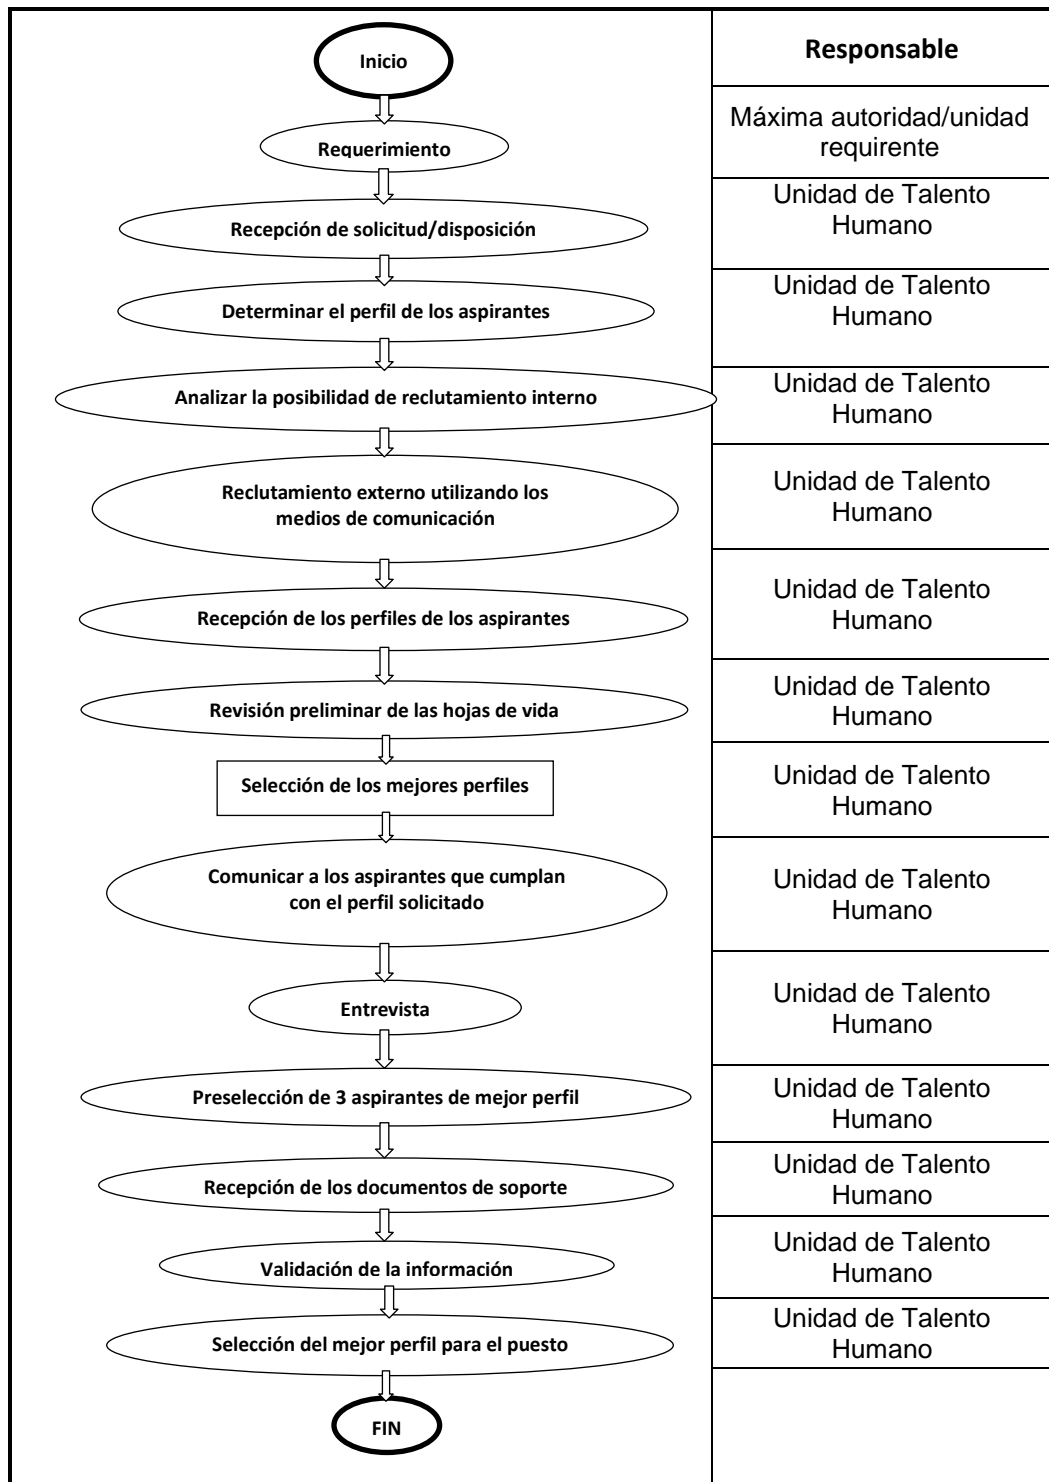 Inicio
Responsable
Requerimiento
Máxima autoridad/unidad
requirente
Recepción de solicitud/disposición
Unidad de Talento
Humano
Determinar el perfil de los aspirantes
Unidad de Talento
Humano
Analizar la posibilidad de reclutamiento interno
Unidad de Talento
Humano
Reclutamiento externo utilizando los
medios de comunicación
Unidad de Talento
Humano
Recepción de los perfiles de los aspirantes
Unidad de Talento
Humano
Revisión preliminar de las hojas de vida
Unidad de Talento
Humano
Selección de los mejores perfiles
Unidad de Talento
Humano
Comunicar a los aspirantes que cumplan
con el perfil solicitado
Unidad de Talento
Humano
Entrevista
Unidad de Talento
Humano
Preselección de 3 aspirantes de mejor perfil
Unidad de Talento
Humano
Recepción de los documentos de soporte
Unidad de Talento
Humano
Validación de la información
Unidad de Talento
Humano
Selección del mejor perfil para el puesto
Unidad de Talento
Humano
FIN